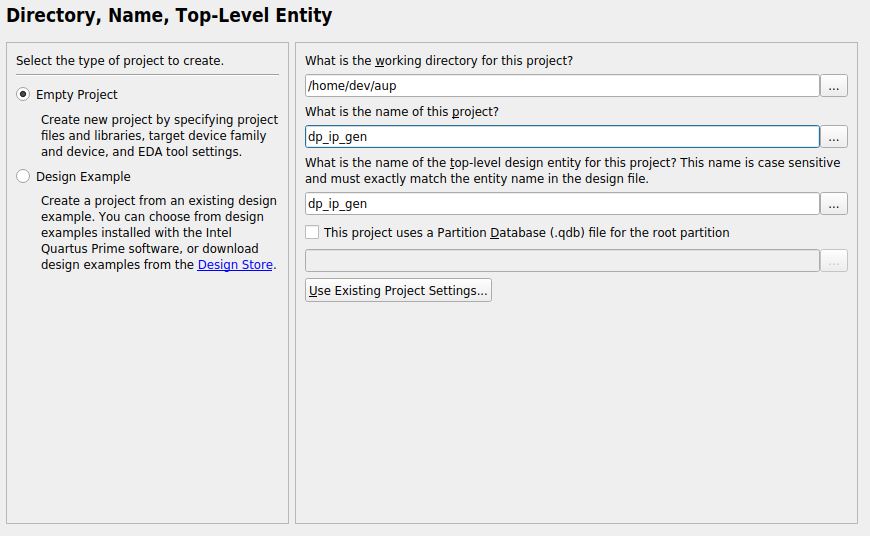 Directory, Name, Top-Level Entity
Select the type of project to create.
Empty Project
Create new project by specifying project
files and libraries, target device family
and device, and EDA tool settings.
Design Example
Create a project from an existing design
example. You can choose from design
examples installed with the Intel
Quartus Prime software, or download
design examples from the Design Store.
What is the working directory for this project?
/home/dev/aup
...
What is the name of this project?
dp_ip_gen
...
What is the name of the top-level design entity for this project? This name is case sensitive
and must exactly match the entity name in the design file.
dp_ip_gen
...
This project uses a Partition Database (.qdb) file for the root partition
...
Use Existing Project Settings...